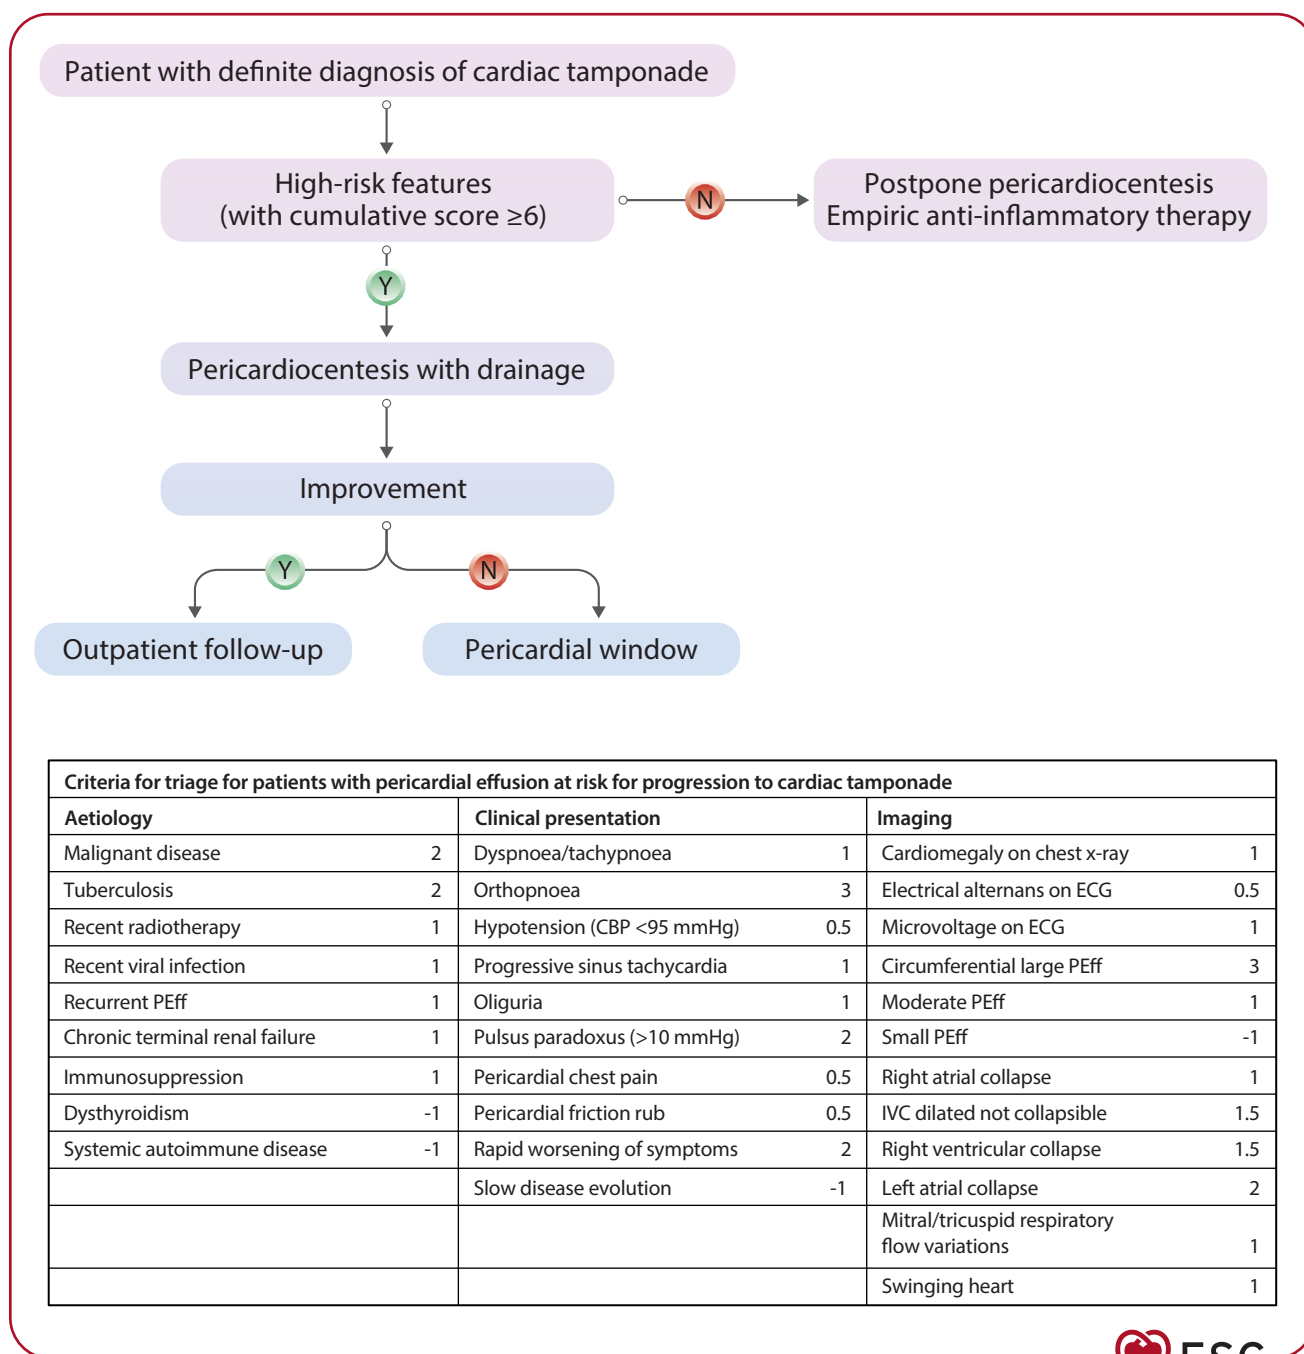 Patient with definite diagnosis of cardiac tamponade
High-risk features
(with cumulative score ≥6)
N
Postpone pericardiocentesis
Empiric anti-inflammatory therapy
Y
Pericardiocentesis with drainage
Improvement
Y
N
Outpatient follow-up
Pericardial window
Criteria for triage for patients with pericardial effusion at risk for progression to cardiac tamponade
Aetiology Clinical presentation Imaging
Malignant disease 2 Dyspnoea/tachypnoea 1 Cardiomegaly on chest x-ray 1
Tuberculosis 2 Orthopnoea 3 Electrical alternans on ECG 0.5
Recent radiotherapy 1 Hypotension (CBP <95 mmHg) 0.5 Microvoltage on ECG 1
Recent viral infection 1 Progressive sinus tachycardia 1 Circumferential large PEff 3
Recurrent PEff 1 Oliguria 1 Moderate PEff 1
Chronic terminal renal failure 1 Pulsus paradoxus (>10 mmHg) 2 Small PEff -1
Immunosuppression 1 Pericardial chest pain 0.5 Right atrial collapse 1
Dysthyroidism -1 Pericardial friction rub 0.5 IVC dilated not collapsible 1.5
Systemic autoimmune disease -1 Rapid worsening of symptoms 2 Right ventricular collapse 1.5
Slow disease evolution -1 Left atrial collapse 2
Mitral/tricuspid respiratory
flow variations 1
Swinging heart 1
ESC